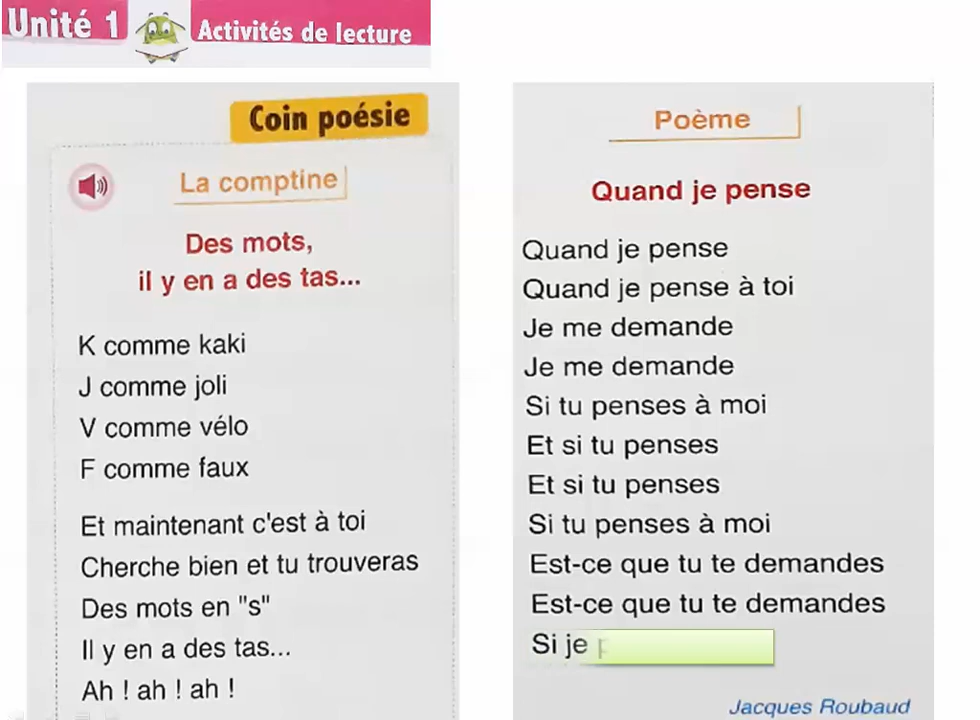 Unité 1
Activités de lecture
Coin poésie
La comptine
Des mots,
il y en a des tas...
K comme kaki
J comme joli
V comme vélo
F comme faux
Et maintenant c'est à toi
Cherche bien et tu trouveras
Des mots en "s"
Il y en a des tas...
Ah ! ah ! ah !
Poème
Quand je pense
Quand je pense
Quand je pense à toi
Je me demande
Je me demande
Si tu penses à moi
Et si tu penses
Et si tu penses
Si tu penses à moi
Est-ce que tu te demandes
Est-ce que tu te demandes
Si je
Jacques Roubaud